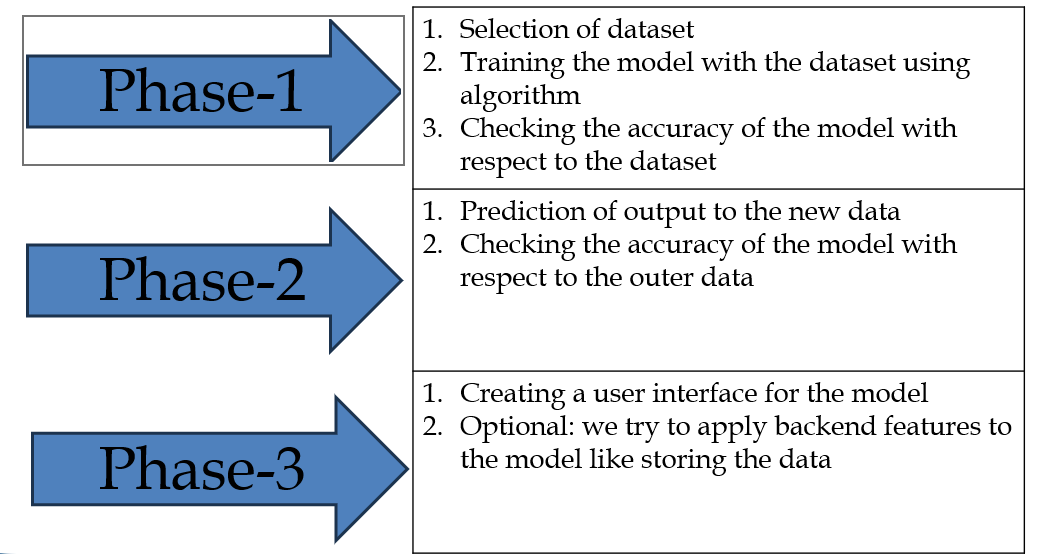 Phase-1
1. Selection of dataset
2. Training the model with the dataset using
algorithm
3. Checking the accuracy of the model with
respect to the dataset
Phase-2
1. Prediction of output to the new data
2. Checking the accuracy of the model with
respect to the outer data
Phase-3
1. Creating a user interface for the model
2. Optional: we try to apply backend features to
the model like storing the data